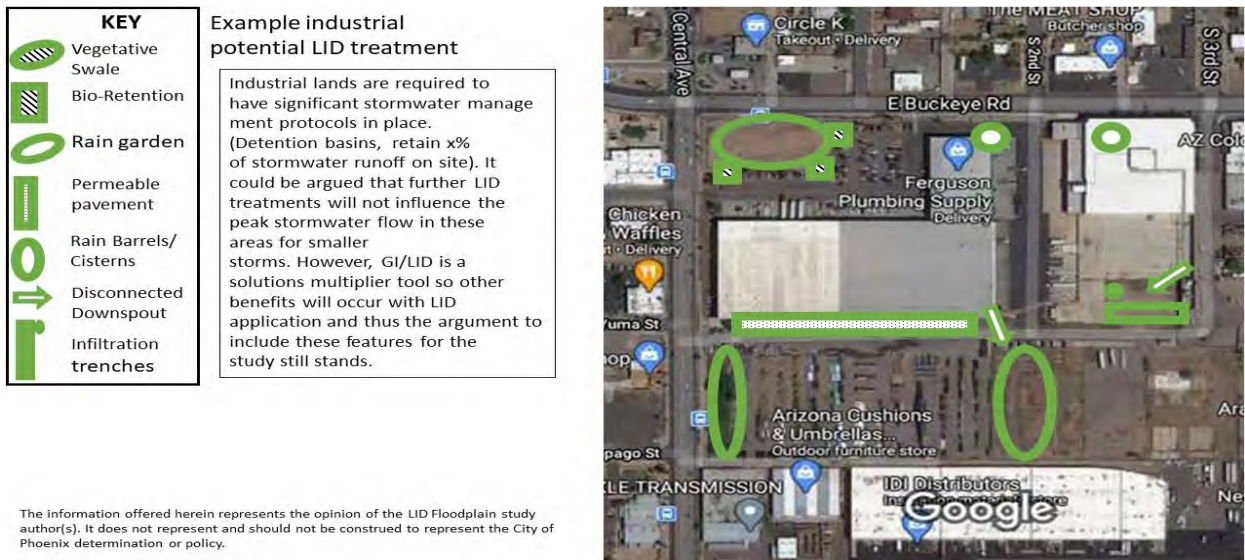 KEY
Vegetative
Swale
Bio-Retention
Rain garden
Permeable
pavement
Rain Barrels/
Cisterns
Disconnected
Downspout
Infiltration
trenches
Example industrial
potential LID treatment
Industrial lands are required to
have significant stormwater manage
ment protocols in place.
(Detention basins, retain x%
of stormwater runoff on site). It
could be argued that further LID
treatments will not influence the
peak stormwater flow in these
areas for smaller
storms. However, GI/LID is a
solutions multiplier tool so other
benefits will occur with LID
application and thus the argument to
include these features for the
study still stands.
The information offered herein represents the opinion of the LID Floodplain study
author(s). It does not represent and should not be construed to represent the City of
Phoenix determination or policy.
Central Ave
Circle K
Takeout · Delivery
The MEAT SHOP
Butcher shop
S 2nd St
S 3rd St
E Buckeye Rd
AZ Col
Ferguson
Plumbing Supply
Delivery
Chicken
& Waffles
it · Delivery
Yuma St
hop
Arizona Cushions
& Umbrellas...
Outdoor furniture store
Ara
pago St
KLE TRANSMISSION
IDI Distributors
store
Google
Ne